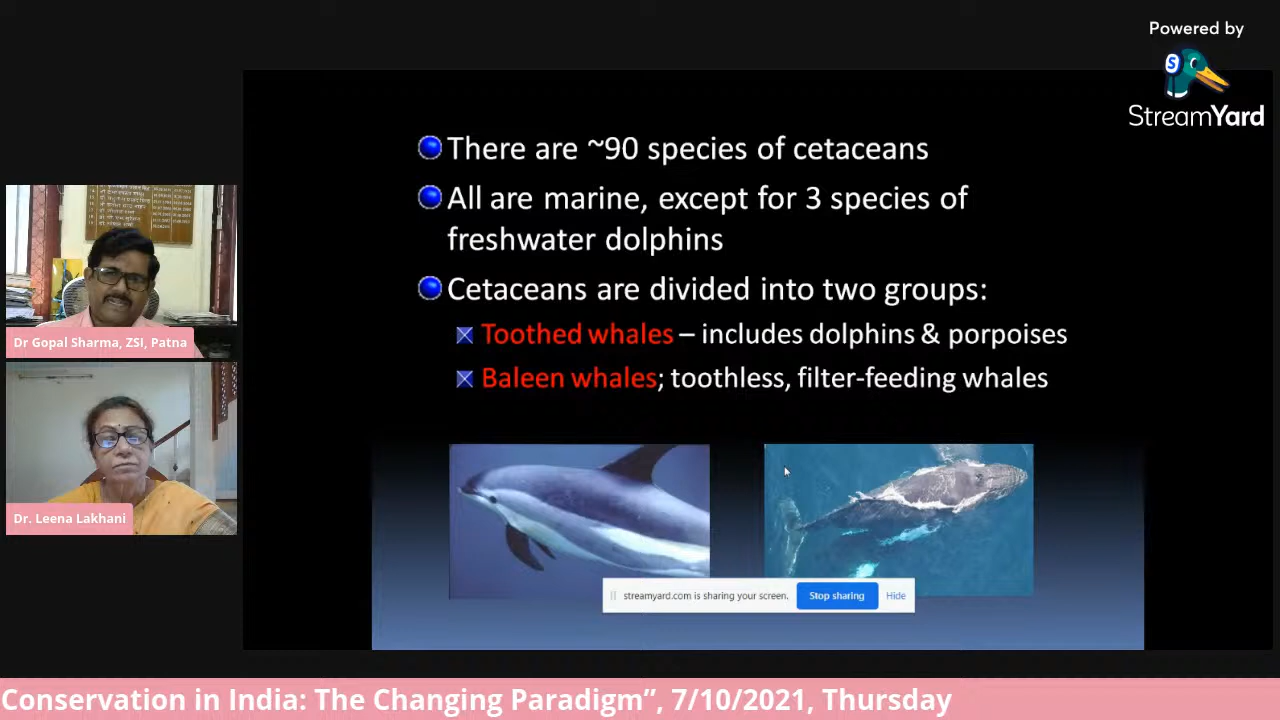 Powered by
S
StreamYard
There are ~90 species of cetaceans
All are marine, except for 3 species of
freshwater dolphins
Cetaceans are divided into two groups:
Toothed whales – includes dolphins & porpoises
Baleen whales; toothless, filter-feeding whales
Dr Gopal Sharma, ZSI, Patna
Dr. Leena Lakhani
streamyard.com is sharing your screen. Stop sharing Hide
Conservation in India: The Changing Paradigm”, 7/10/2021, Thursday